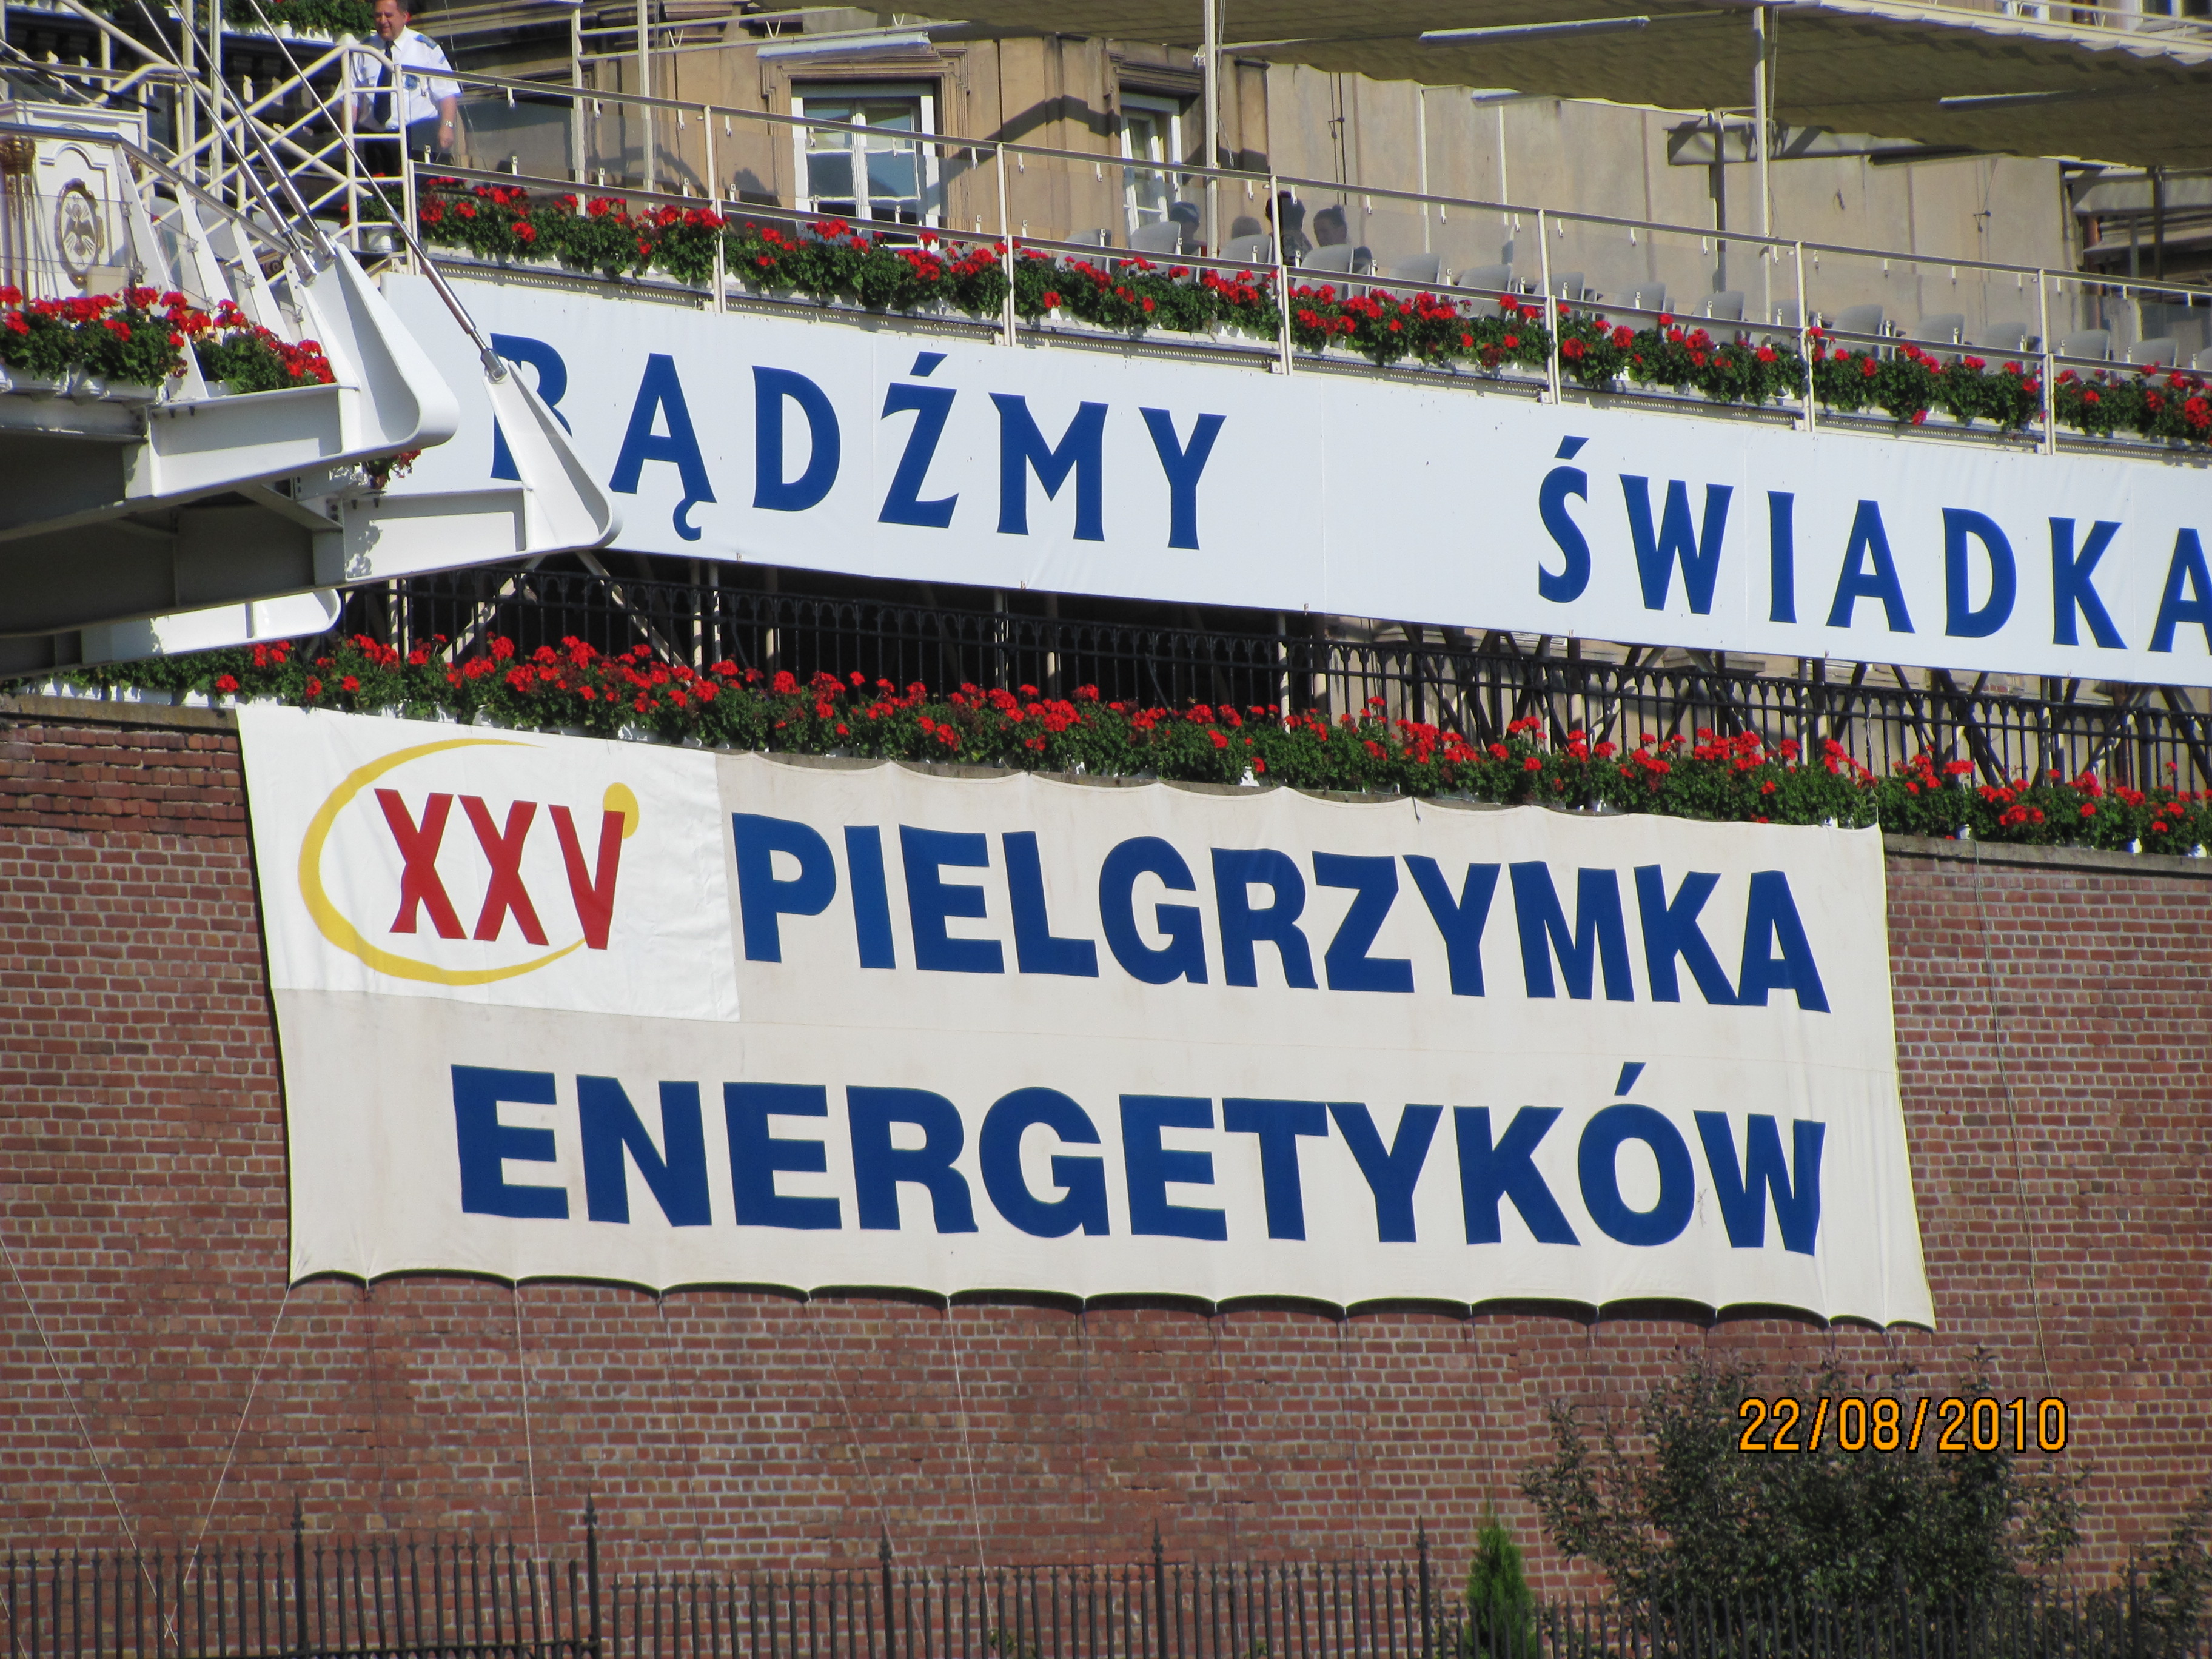 BĄDŹMY ŚWIADKA
XXV PIELGRZYMKA
ENERGETYKÓW
22/08/2010